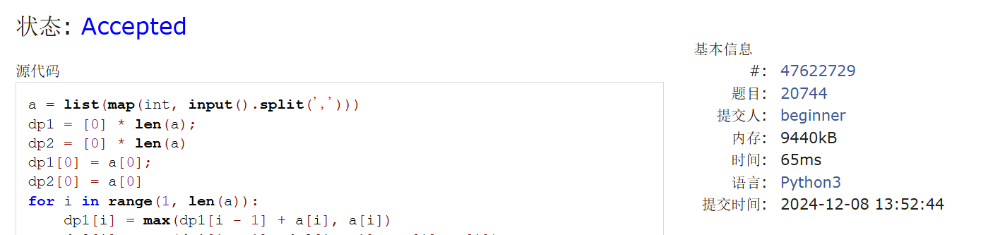 状态: Accepted
源代码
a = list(map(int, input().split(',')))
dp1 = [0] * len(a);
dp2 = [0] * len(a)
dp1[0] = a[0];
dp2[0] = a[0]
for i in range(1, len(a)):
    dp1[i] = max(dp1[i - 1] + a[i], a[i])
基本信息
#: 47622729
题目: 20744
提交人: beginner
内存: 9440kB
时间: 65ms
语言: Python3
提交时间: 2024-12-08 13:52:44